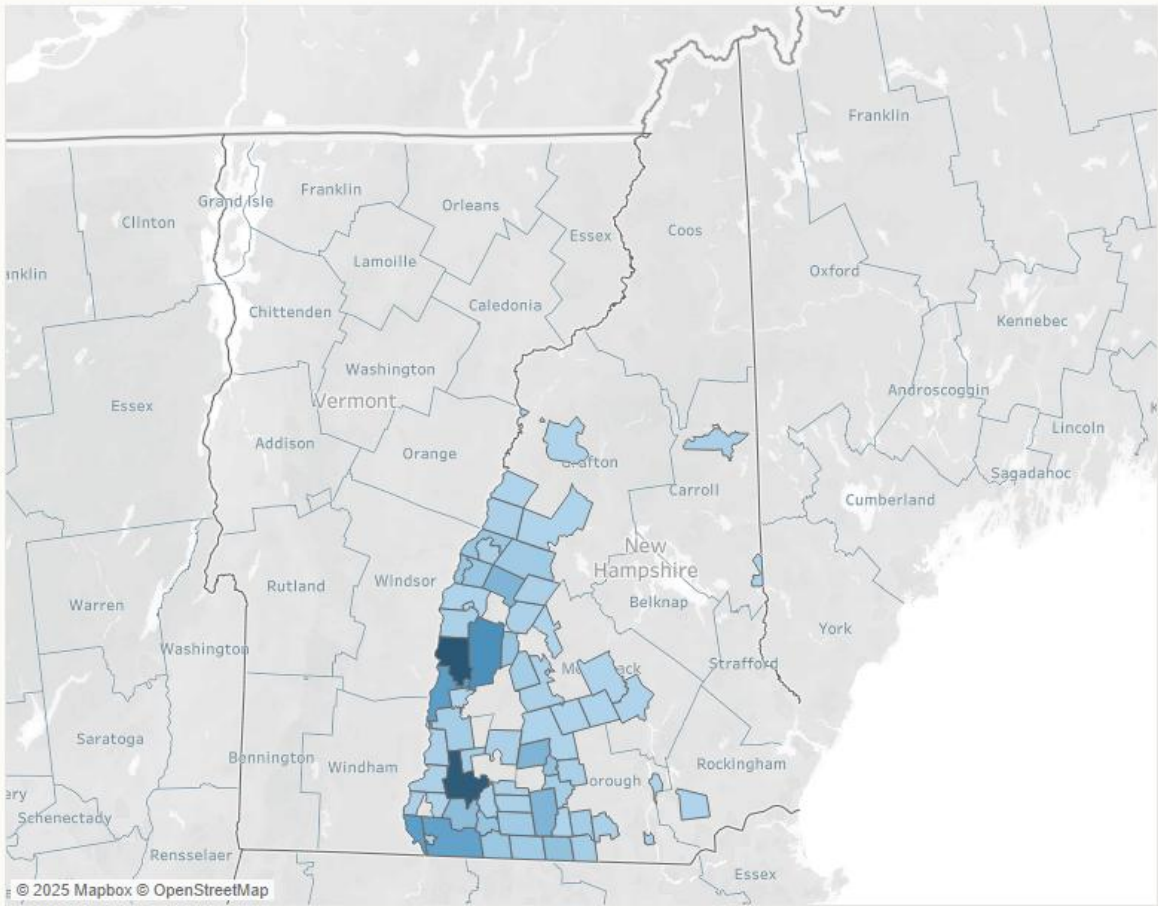 Franklin
Franklin
Grand Isle
Orleans
Clinton
Essex
Coos
Lamoille
Oxford
anklin
Caledonia
Chittenden
Kennebec
Washington
Androscoggin
Vermont
Essex
Lincoln
Addison
Orange
Grafton
Sagadahoc
Carroll
Cumberland
New
Hampshire
Windsor
Rutland
Belknap
Warren
York
Washington
Strafford
Saratoga
Bennington
Windham
Rockingham
orough
ery
Schenectady
Rensselaer
Essex
© 2025 Mapbox © OpenStreetMap